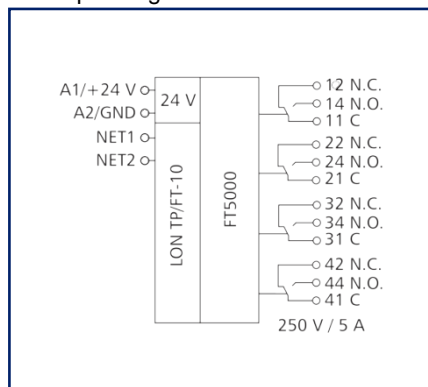 A1/+24 V
A2/GND
NET1
NET2
24 V
LON TP/FT-10
FT5000
12 N.C.
14 N.O.
11 C
22 N.C.
24 N.O.
21 C
32 N.C.
34 N.O.
31 C
42 N.C.
44 N.O.
41 C
250 V / 5 A